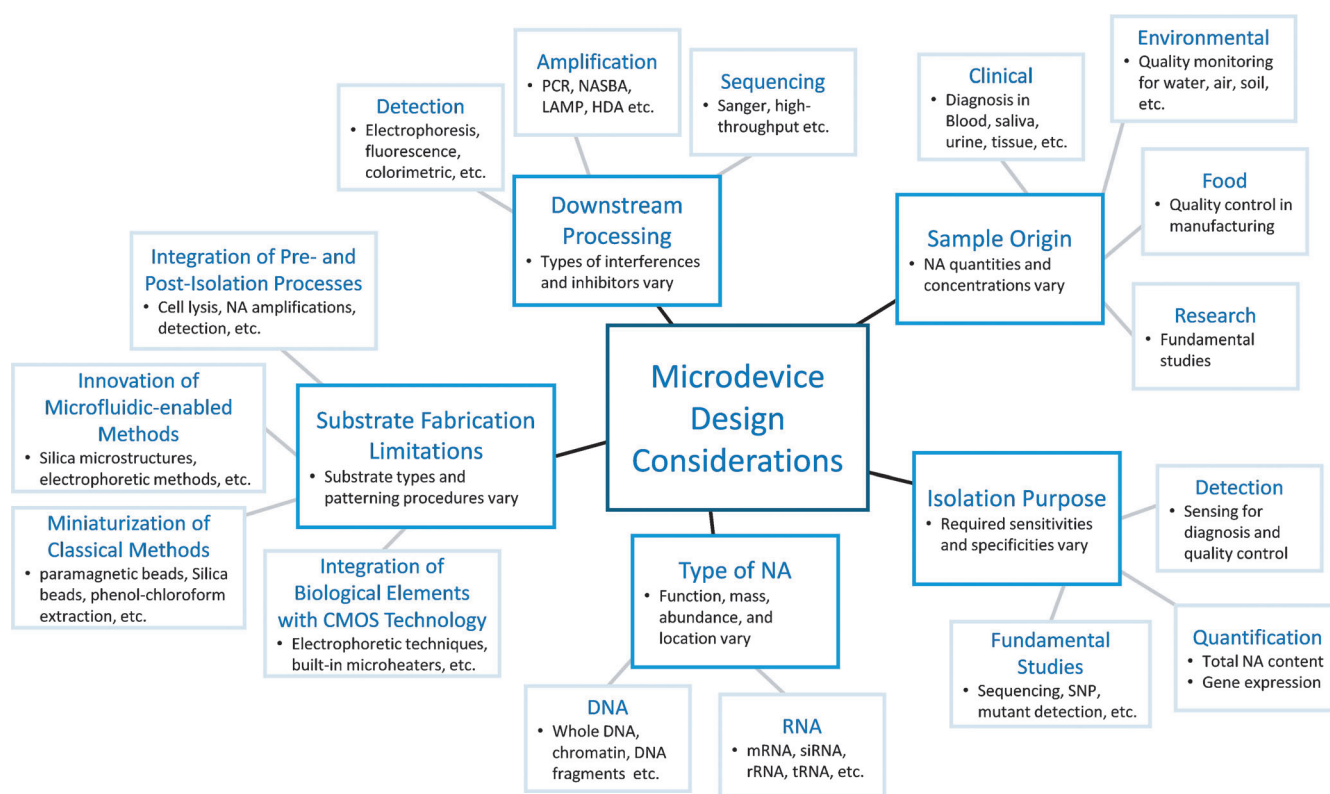 Microdevice
Design
Considerations
Downstream
Processing
• Types of interferences
and inhibitors vary
Detection
• Electrophoresis,
fluorescence,
colorimetric, etc.
Amplification
• PCR, NASBA,
LAMP, HDA etc.
Sequencing
• Sanger, high-
throughput etc.
Sample Origin
• NA quantities and
concentrations vary
Clinical
• Diagnosis in
Blood, saliva,
urine, tissue, etc.
Environmental
• Quality monitoring
for water, air, soil,
etc.
Food
• Quality control in
manufacturing
Research
• Fundamental
studies
Isolation Purpose
• Required sensitivities
and specificities vary
Detection
• Sensing for
diagnosis and
quality control
Quantification
• Total NA content
• Gene expression
Fundamental
Studies
• Sequencing, SNP,
mutant detection, etc.
Type of NA
• Function, mass,
abundance, and
location vary
DNA
• Whole DNA,
chromatin, DNA
fragments etc.
RNA
• mRNA, siRNA,
rRNA, tRNA, etc.
Substrate Fabrication
Limitations
• Substrate types and
patterning procedures vary
Integration of Pre- and
Post-Isolation Processes
• Cell lysis, NA amplifications,
detection, etc.
Innovation of
Microfluidic-enabled
Methods
• Silica microstructures,
electrophoretic methods, etc.
Miniaturization of
Classical Methods
• paramagnetic beads, Silica
beads, phenol-chloroform
extraction, etc.
Integration of
Biological Elements
with CMOS Technology
• Electrophoretic techniques,
built-in microheaters, etc.